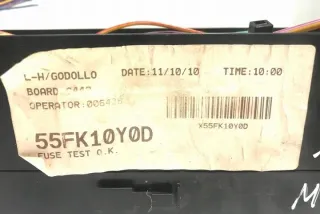 L-H/GODOLLO DATE:11/10/10 TIME:10:00
BOARD
OPERATOR:
X55FK10Y0D
55FK10Y0D
FUSE TEST O.K.